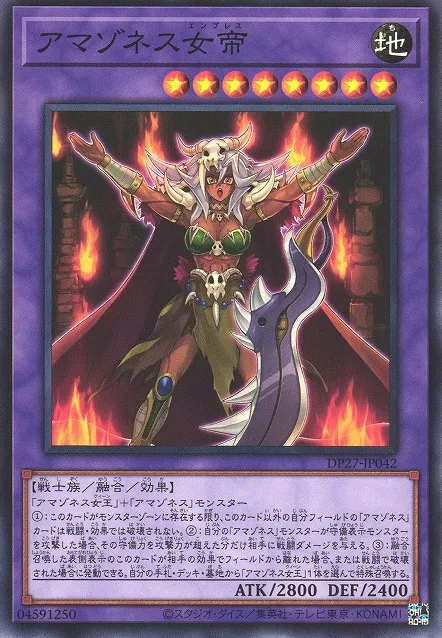 エンプレス
アマゾネス女帝
地
DP27-JP042
ATK/2800 DEF/2400
【戦士族／融合／効果】
「アマゾネス女王」＋「アマゾネス」モンスター
①：このカードがモンスターゾーンに存在する限り、このカード以外の自分フィールドの「アマゾネス」
カードは戦闘・効果では破壊されない。②：自分の「アマゾネス」モンスターが守備表示モンスター
を攻撃した場合、その守備力を攻撃力が超えた分だけ相手に戦闘ダメージを与える。③：融合
召喚した表側表示のこのカードが相手の効果でフィールドから離れた場合、または戦闘で破壊
された場合に発動できる。自分の手札・デッキ・墓地から「アマゾネス女王」1体を選んで特殊召喚する。
04591250
©スタジオ・ダイス／集英社・テレビ東京・KONAMI